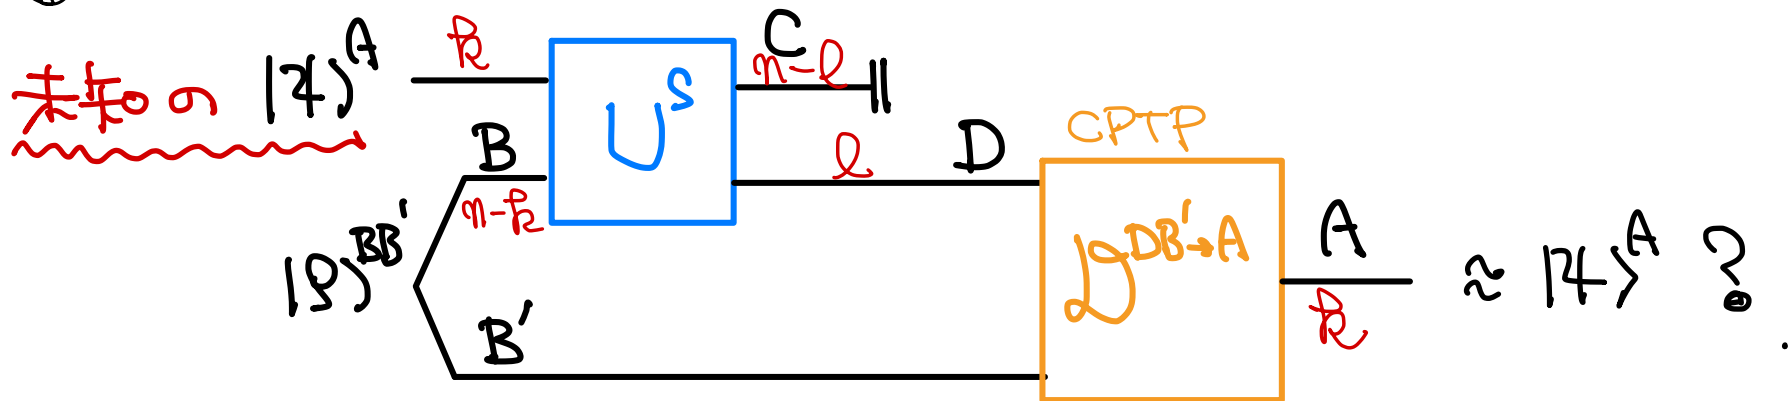 未知の |ψ⟩^A
k
U^S
C
n-l
B
n-k
l
D
CPTP
|ρ⟩^BB'
B'
D^DB'→A
A
k
≈ |ψ⟩^A ?